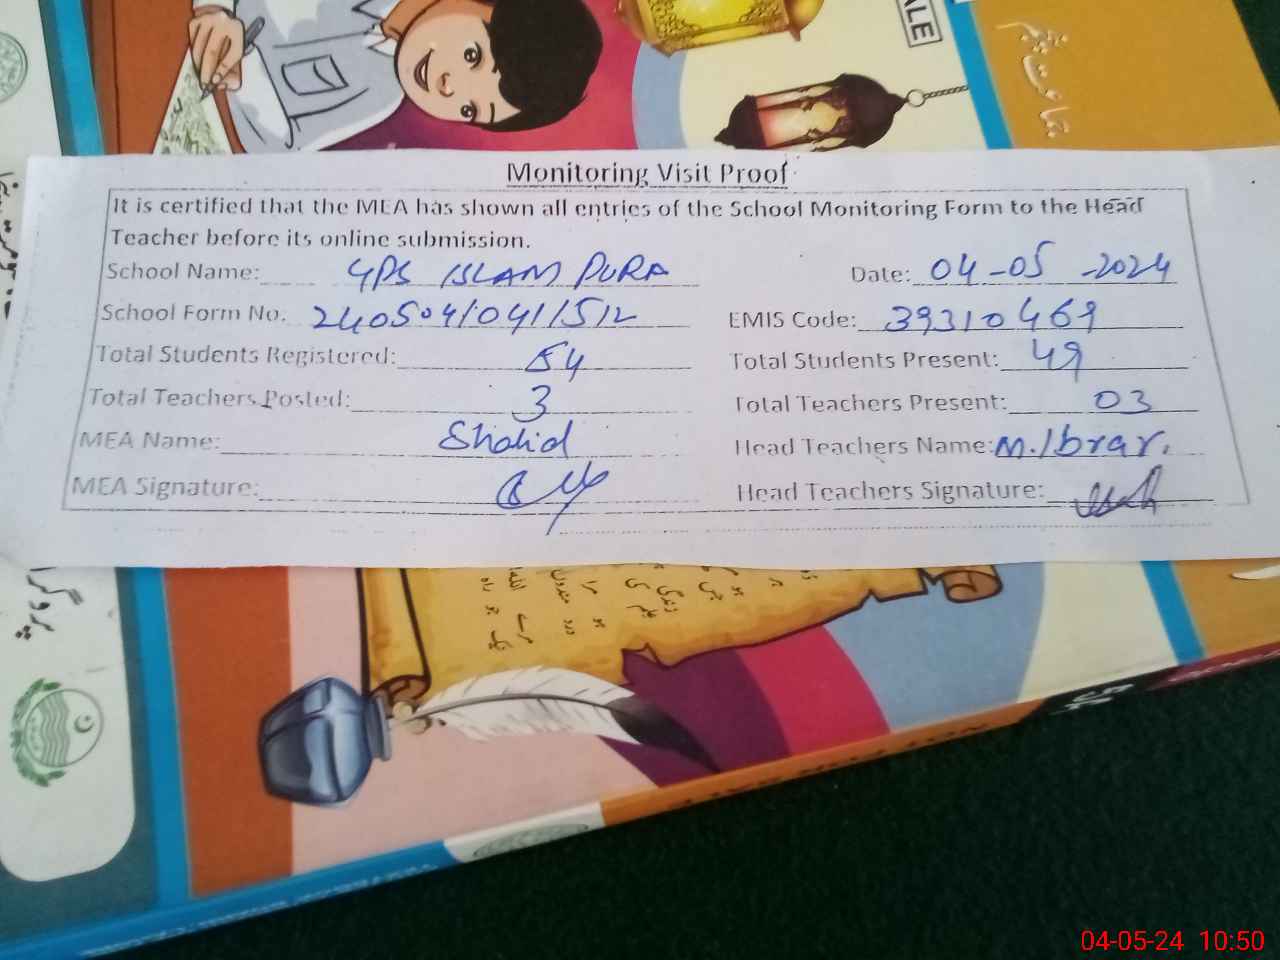 Monitoring Visit Proof
It is certified that the MEA has shown all entries of the School Monitoring Form to the Head
Teacher before its online submission.
School Name: GPS ISLAM PURA Date: 04-05-2024
School Form No. 24050410411512 EMIS Code: 39310469
Total Students Registered: 54 Total Students Present: 49
Total Teachers Posted: 3 Total Teachers Present: 03
MEA Name: Shahid Head Teachers Name: M. Ibrar.
MEA Signature: Head Teachers Signature:
04-05-24 10:50